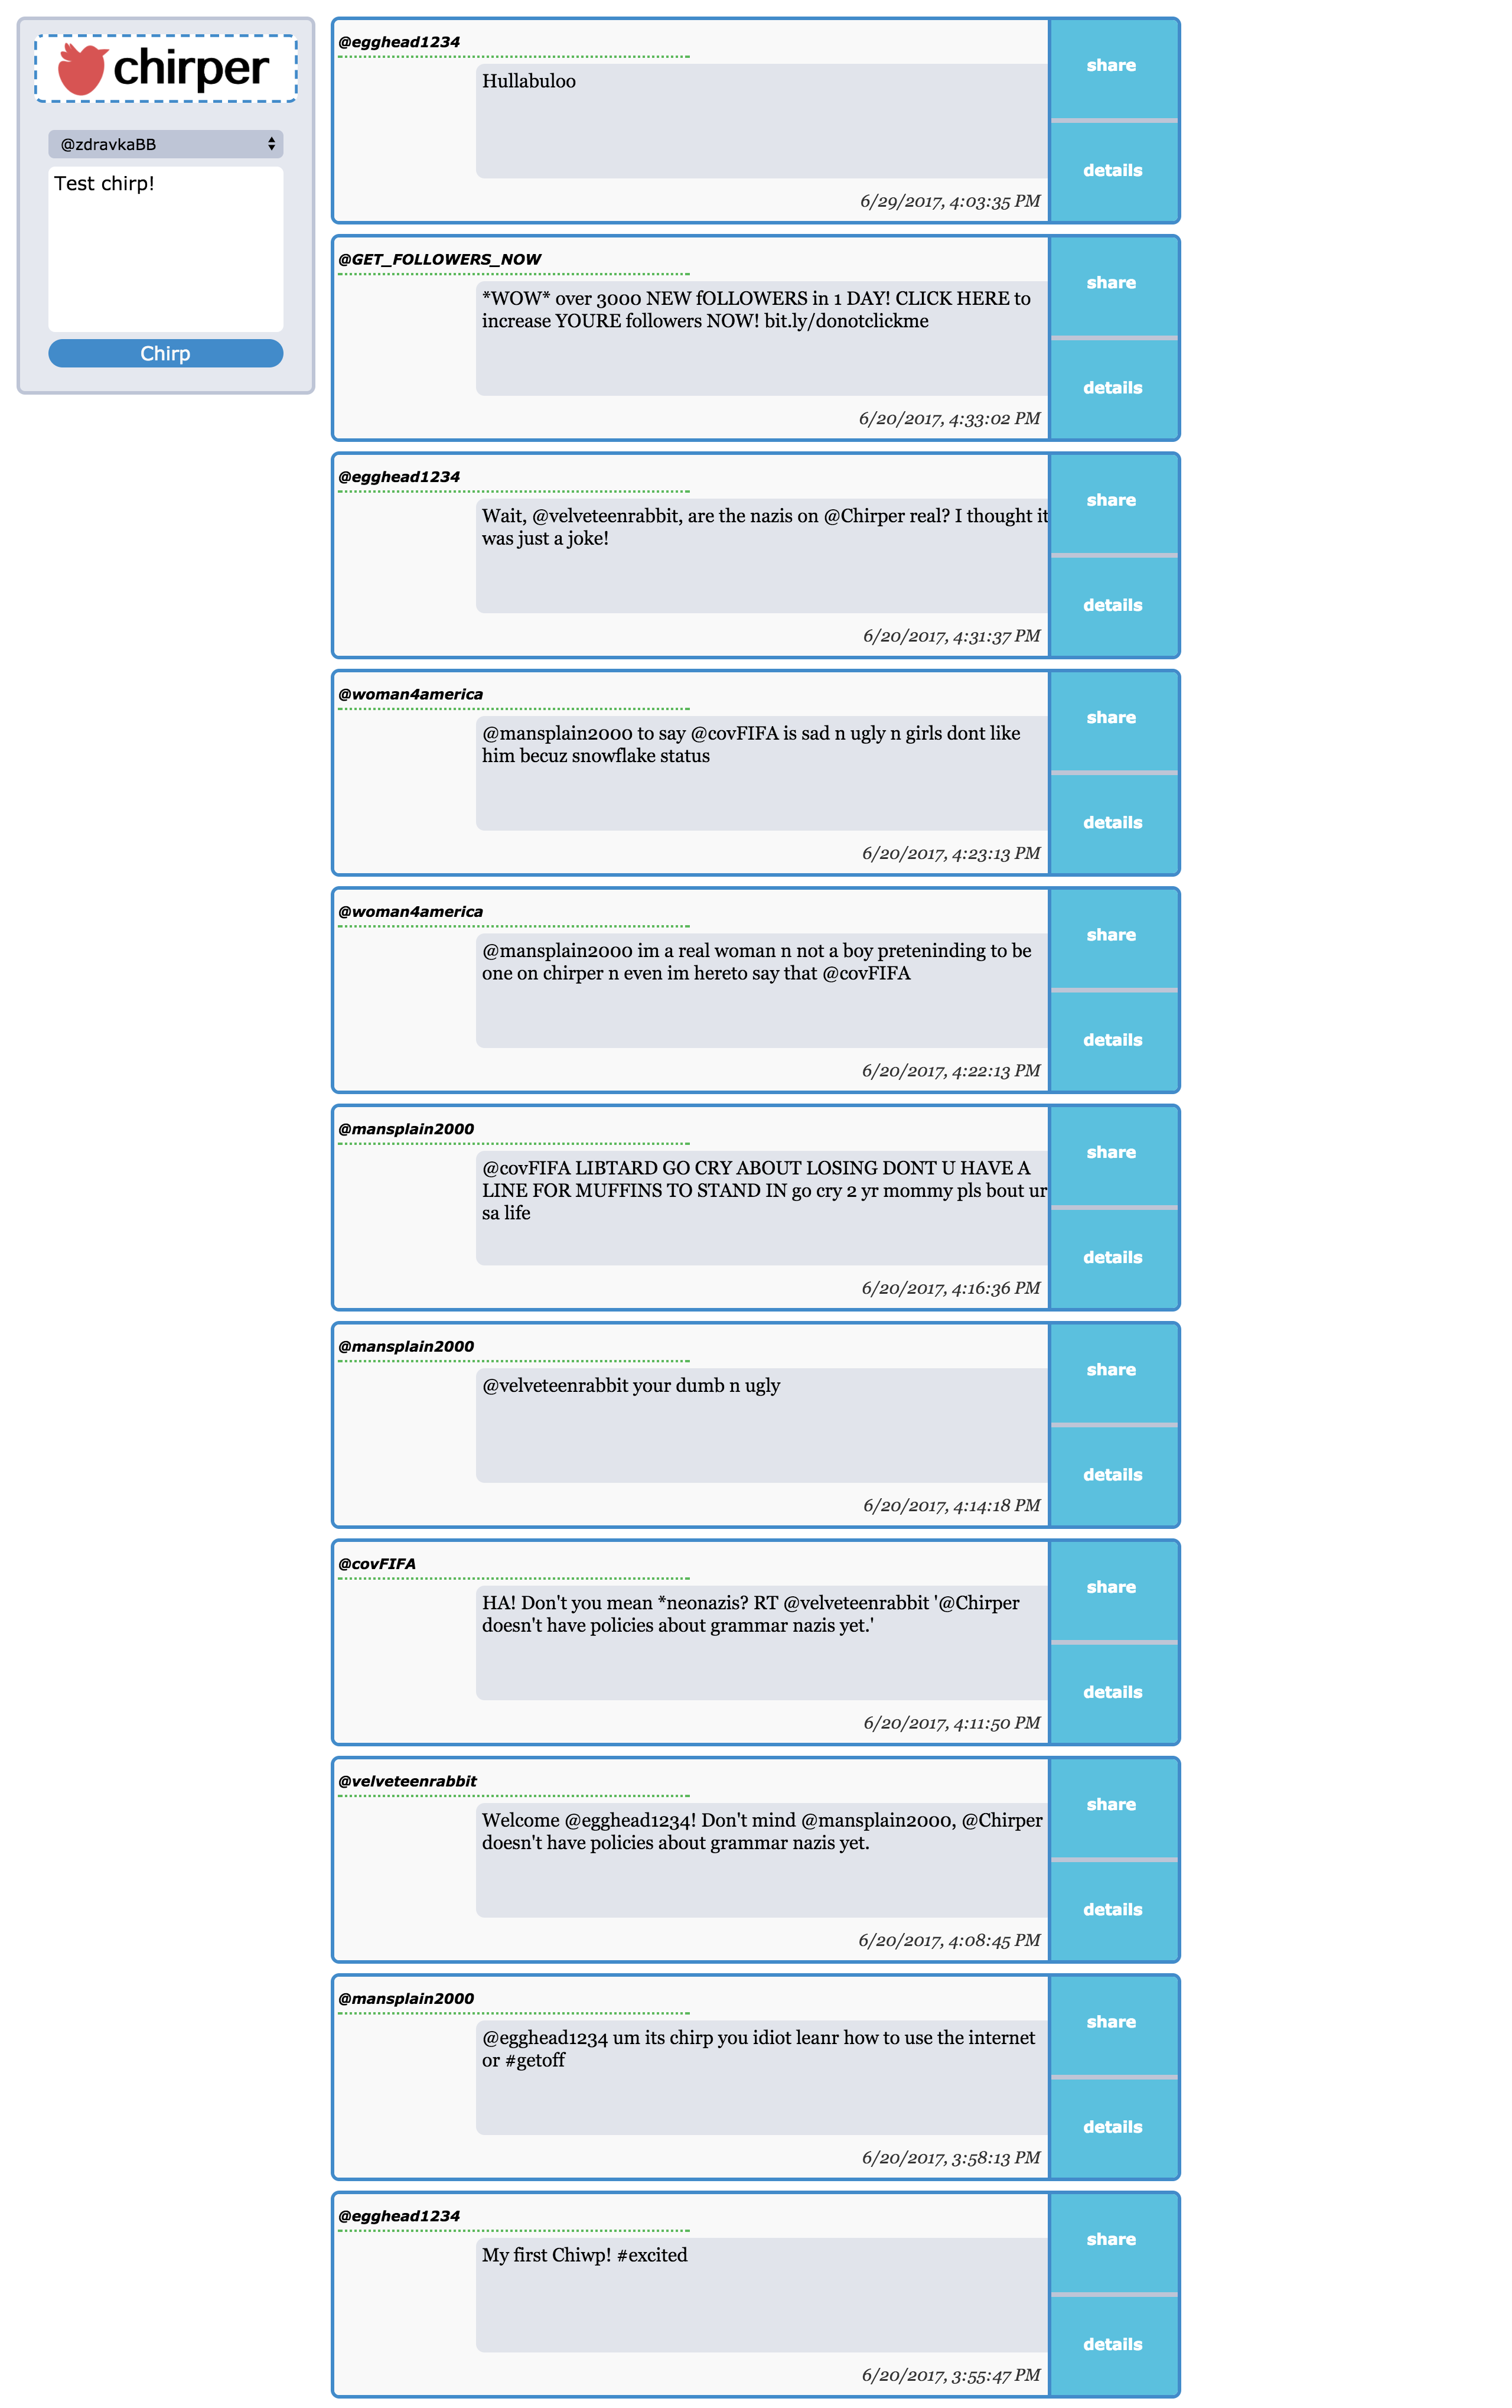 chirper
@zdravkaBB
Test chirp!
Chirp
@egghead1234
Hullabuloo
6/29/2017, 4:03:35 PM
share
details
@GET_FOLLOWERS_NOW
*WOW* over 3000 NEW fOLLOWERS in 1 DAY! CLICK HERE to
increase YOURE followers NOW! bit.ly/donotclickme
6/20/2017, 4:33:02 PM
share
details
@egghead1234
Wait, @velveteenrabbit, are the nazis on @Chirper real? I thought it
was just a joke!
6/20/2017, 4:31:37 PM
share
details
@woman4america
@mansplain2000 to say @covFIFA is sad n ugly n girls dont like
him becuz snowflake status
6/20/2017, 4:23:13 PM
share
details
@woman4america
@mansplain2000 im a real woman n not a boy preteninding to be
one on chirper n even im hereto say that @covFIFA
6/20/2017, 4:22:13 PM
share
details
@mansplain2000
@covFIFA LIBTARD GO CRY ABOUT LOSING DONT U HAVE A
LINE FOR MUFFINS TO STAND IN go cry 2 yr mommy pls bout ur
sa life
6/20/2017, 4:16:36 PM
share
details
@mansplain2000
@velveteenrabbit your dumb n ugly
6/20/2017, 4:14:18 PM
share
details
@covFIFA
HA! Don't you mean *neonazis? RT @velveteenrabbit '@Chirper
doesn't have policies about grammar nazis yet.'
6/20/2017, 4:11:50 PM
share
details
@velveteenrabbit
Welcome @egghead1234! Don't mind @mansplain2000, @Chirper
doesn't have policies about grammar nazis yet.
6/20/2017, 4:08:45 PM
share
details
@mansplain2000
@egghead1234 um its chirp you idiot leanr how to use the internet
or #getoff
6/20/2017, 3:58:13 PM
share
details
@egghead1234
My first Chiwp! #excited
6/20/2017, 3:55:47 PM
share
details